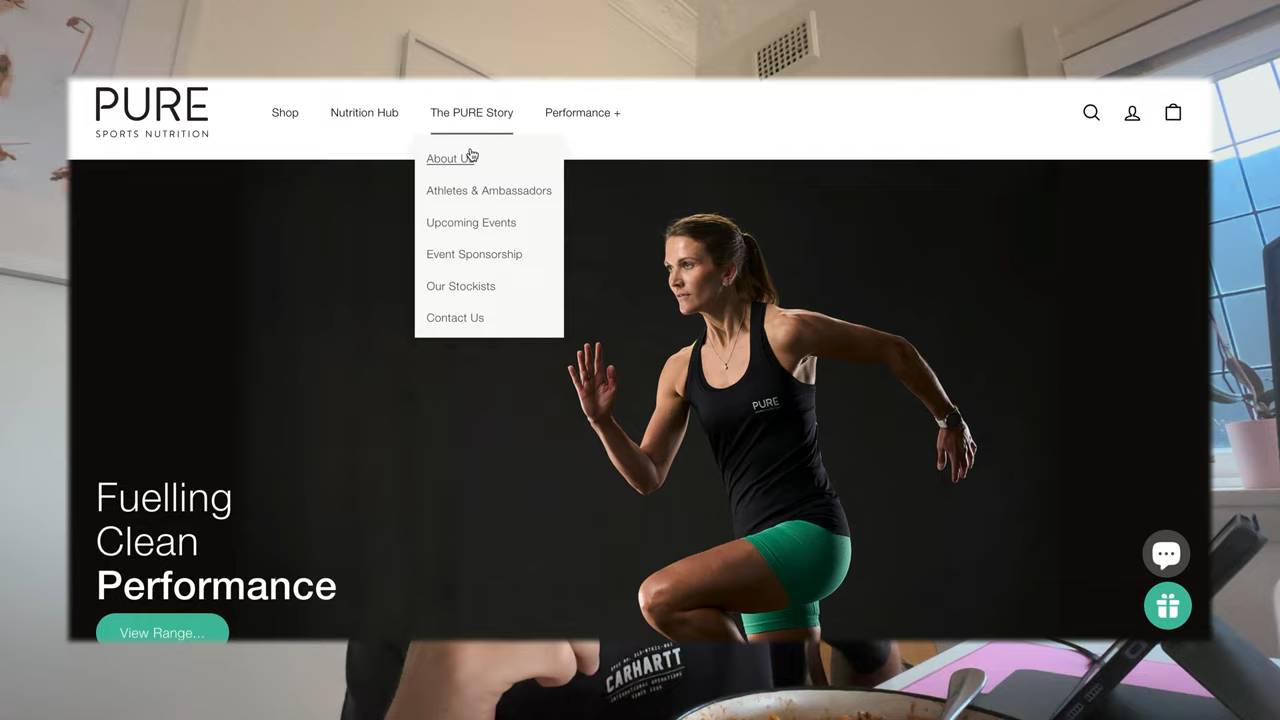 PURE
SPORTS NUTRITION
Shop
Nutrition Hub
The PURE Story
Performance +
About Us
Athletes & Ambassadors
Upcoming Events
Event Sponsorship
Our Stockists
Contact Us
PURE
Fuelling
Clean
Performance
View Range...
CARHARTT